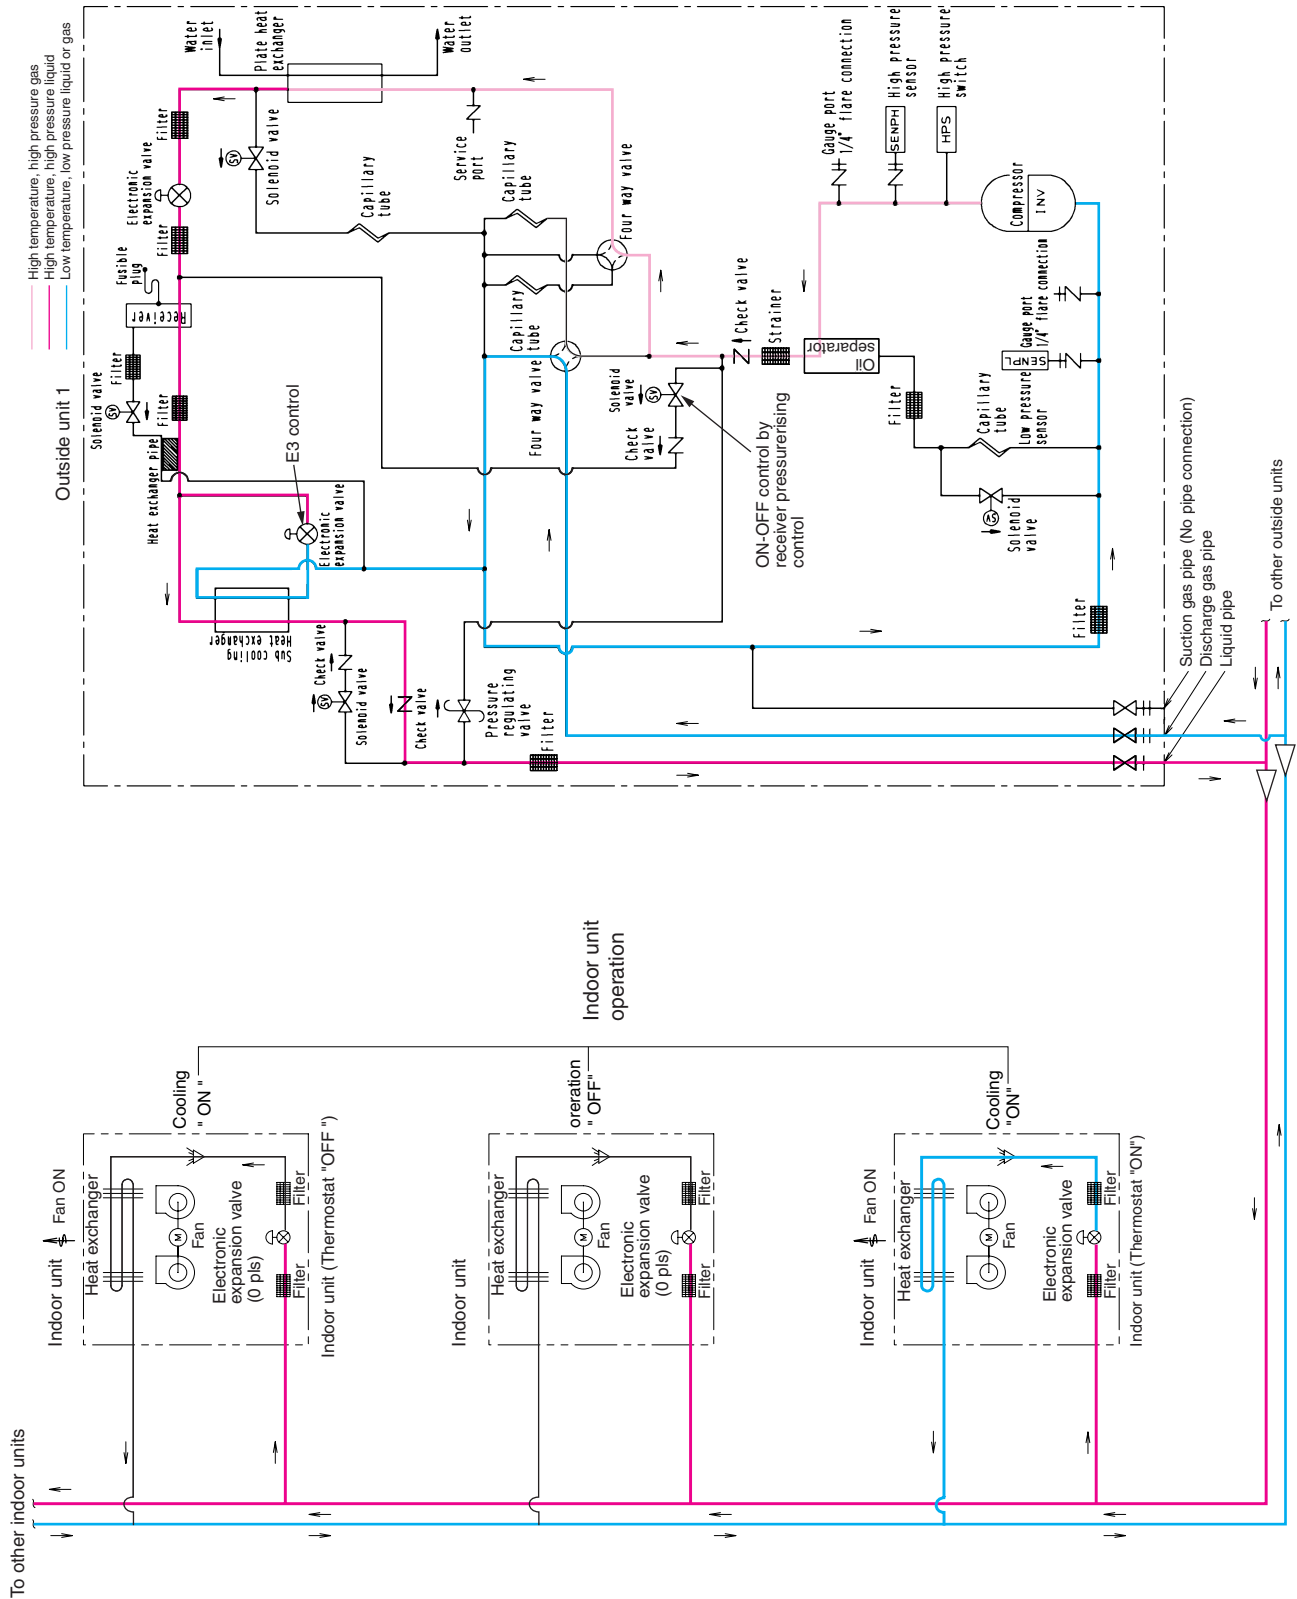 High temperature, high pressure gas
High temperature, high pressure liquid
Low temperature, low pressure liquid or gas
Outside unit 1
Water
inlet
Plate heat
exchanger
Water
outlet
Filter
Electronic
expansion valve
Filter
Fusible
plug
Receiver
Filter
Solenoid valve
SV
Filter
Heat exchanger pipe
E3 control
Electronic
expansion valve
Sub cooling
Heat exchanger
SV
Solenoid valve
Capillary
tube
Service
port
Capillary
tube
Four way valve
Capillary
tube
Four way valve
Check valve
Strainer
Oil
separator
Solenoid
valve
SV
Check
valve
ON-OFF control by
receiver pressurerising
control
Gauge port
1/4" flare connection
SENPH
High pressure
sensor
HPS
High pressure
switch
Compressor
INV
Gauge port
1/4" flare connection
SENPL
Low pressure
sensor
Filter
Capillary
tube
SV
Solenoid
valve
Filter
Check valve
SV
Solenoid valve
Check valve
Pressure
regulating
valve
Filter
Suction gas pipe (No pipe connection)
Discharge gas pipe
Liquid pipe
To other outside units
Indoor unit
operation
Cooling
" ON "
oreration
" OFF"
Cooling
"ON"
Indoor unit
Fan ON
Heat exchanger
M
Fan
Electronic
expansion valve
(0 pls)
Filter
Filter
Indoor unit (Thermostat "OFF ")
Indoor unit
Heat exchanger
M
Fan
Electronic
expansion valve
(0 pls)
Filter
Filter
Indoor unit
Fan ON
Heat exchanger
M
Fan
Electronic
expansion valve
Filter
Filter
Indoor unit (Thermostat "ON")
To other indoor units